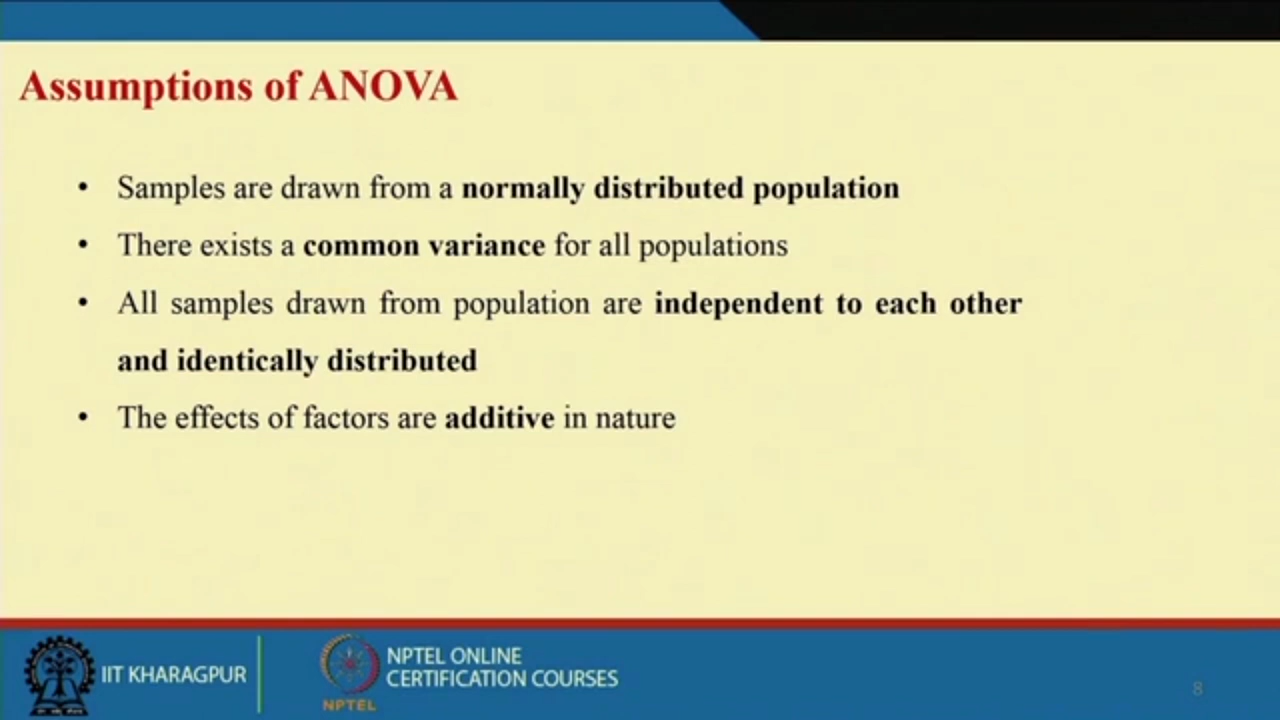 Assumptions of ANOVA
• Samples are drawn from a normally distributed population
• There exists a common variance for all populations
• All samples drawn from population are independent to each other
and identically distributed
• The effects of factors are additive in nature
IIT KHARAGPUR
NPTEL
NPTEL ONLINE
CERTIFICATION COURSES
8